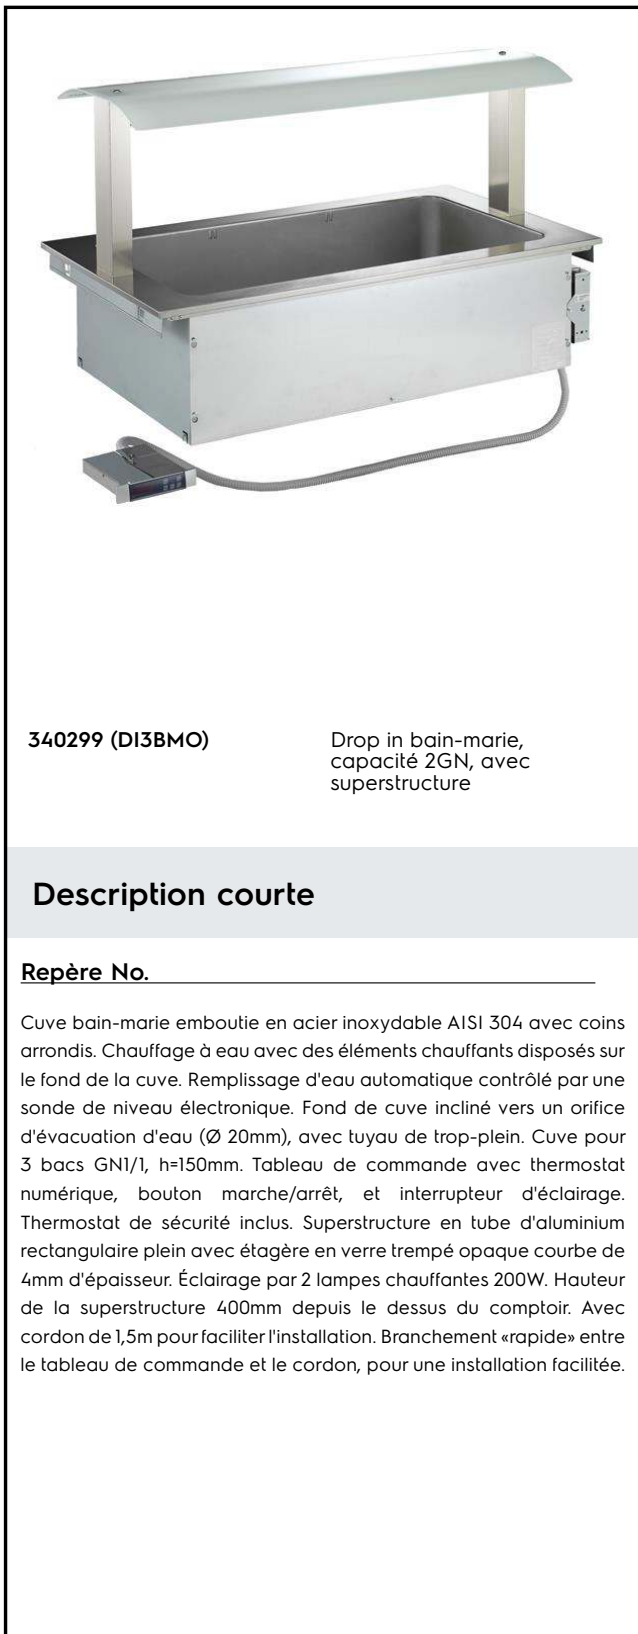 340299 (DI3BMO)
Drop in bain-marie,
capacité 2GN, avec
superstructure
Description courte
Repère No.
Cuve bain-marie emboutie en acier inoxydable AISI 304 avec coins
arrondis. Chauffage à eau avec des éléments chauffants disposés sur
le fond de la cuve. Remplissage d'eau automatique contrôlé par une
sonde de niveau électronique. Fond de cuve incliné vers un orifice
d'évacuation d'eau (Ø 20mm), avec tuyau de trop-plein. Cuve pour
3 bacs GN1/1, h=150mm. Tableau de commande avec thermostat
numérique, bouton marche/arrêt, et interrupteur d'éclairage.
Thermostat de sécurité inclus. Superstructure en tube d'aluminium
rectangulaire plein avec étagère en verre trempé opaque courbe de
4mm d'épaisseur. Éclairage par 2 lampes chauffantes 200W. Hauteur
de la superstructure 400mm depuis le dessus du comptoir. Avec
cordon de 1,5m pour faciliter l'installation. Branchement «rapide» entre
le tableau de commande et le cordon, pour une installation facilitée.